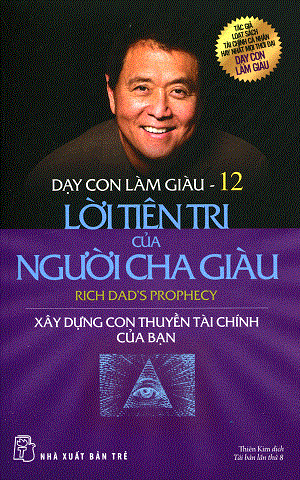 TÁC GIẢ
LOẠT SÁCH
TÀI CHÍNH CÁ NHÂN
HAY NHẤT MỌI THỜI ĐẠI
DẠY CON
LÀM GIÀU
DẠY CON LÀM GIÀU - 12
LỜI TIÊN TRI
CỦA
NGƯỜI CHA GIÀU
RICH DAD'S PROPHECY
XÂY DỰNG CON THUYỀN TÀI CHÍNH
CỦA BẠN
NHÀ XUẤT BẢN TRẺ
Thiên Kim dịch
Tái bản lần thứ 8